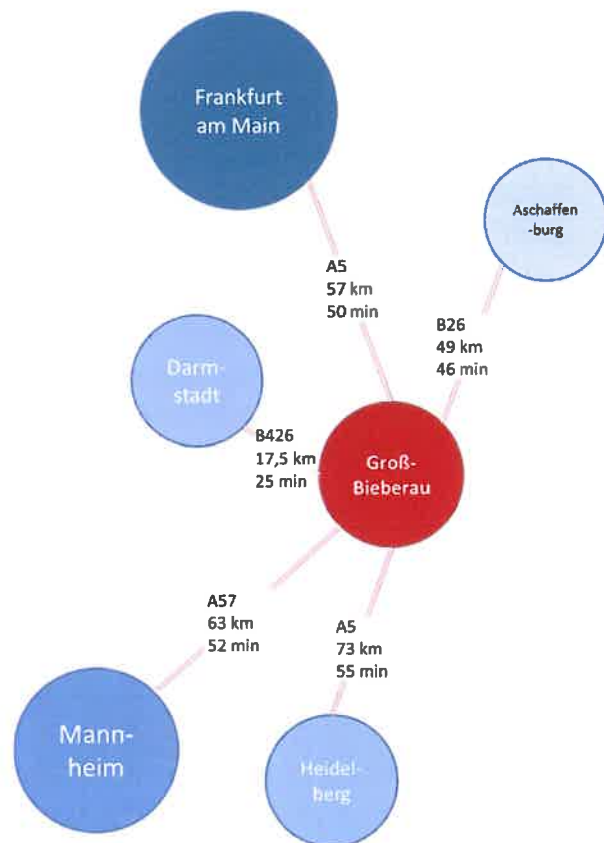 Frankfurt
am Main
Aschaffen
-burg
A5
57 km
50 min
B26
49 km
46 min
Darm-
stadt
B426
17,5 km
25 min
Groß-
Bieberau
A57
63 km
52 min
A5
73 km
55 min
Mann-
heim
Heidel-
berg